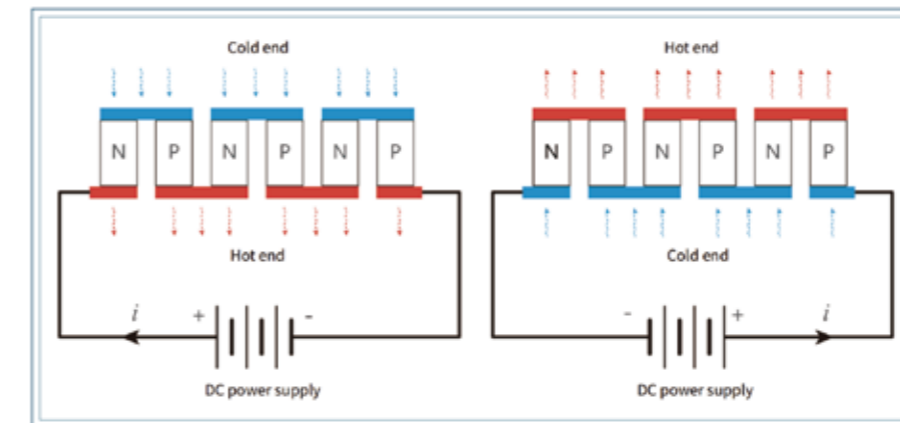 Cold end
N P N P N P
Hot end
i + -
DC power supply
Hot end
N P N P N P
Cold end
- + i
DC power supply